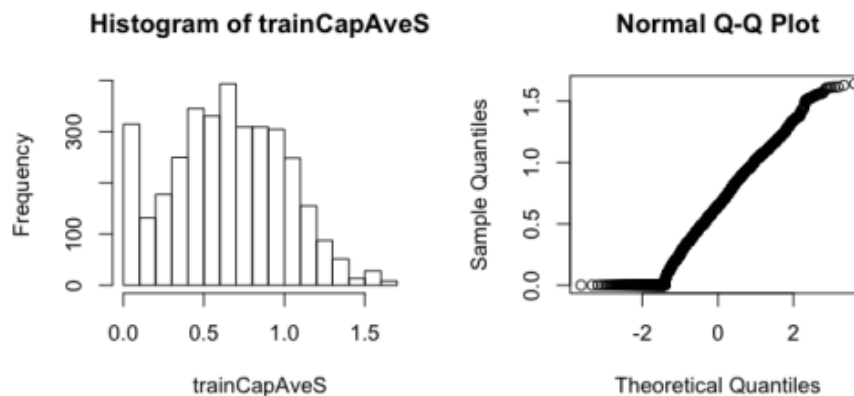 Histogram of trainCapAveS
Frequency
0 100 300
0.0 0.5 1.0 1.5
trainCapAveS
Normal Q-Q Plot
Sample Quantiles
0.0 0.5 1.0 1.5
-2 0 2
Theoretical Quantiles